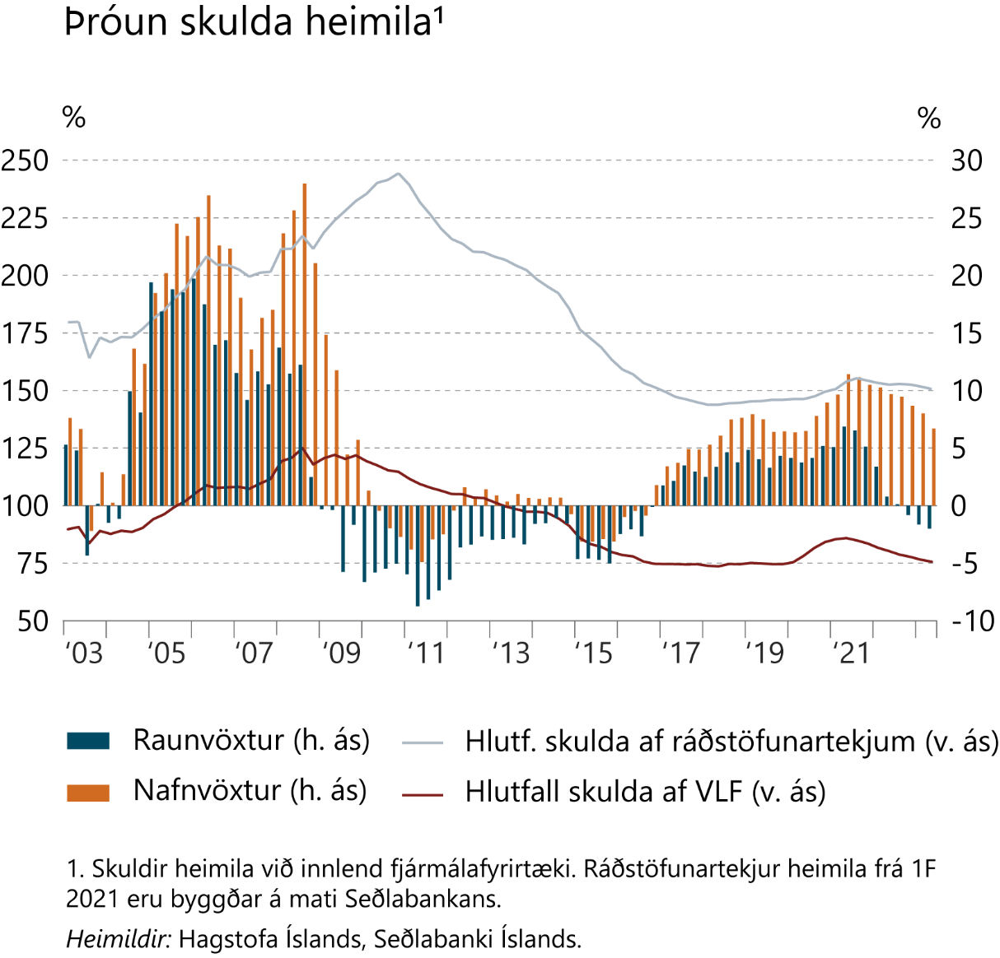 Þróun skulda heimila¹
% %
250 30
225 25
200 20
175 15
150 10
125 5
100 0
75 -5
50 -10
‘03 ‘05 ‘07 ‘09 ‘11 ‘13 ‘15 ‘17 ‘19 ‘21
Raunvöxtur (h. ás) Hlutf. skulda af ráðstöfunartekjum (v. ás)
Nafnvöxtur (h. ás) Hlutfall skulda af VLF (v. ás)
1. Skuldir heimila við innlend fjármálafyrirtæki. Ráðstöfunartekjur heimila frá 1F
2021 eru byggðar á mati Seðlabankans.
Heimildir: Hagstofa Íslands, Seðlabanki Íslands.